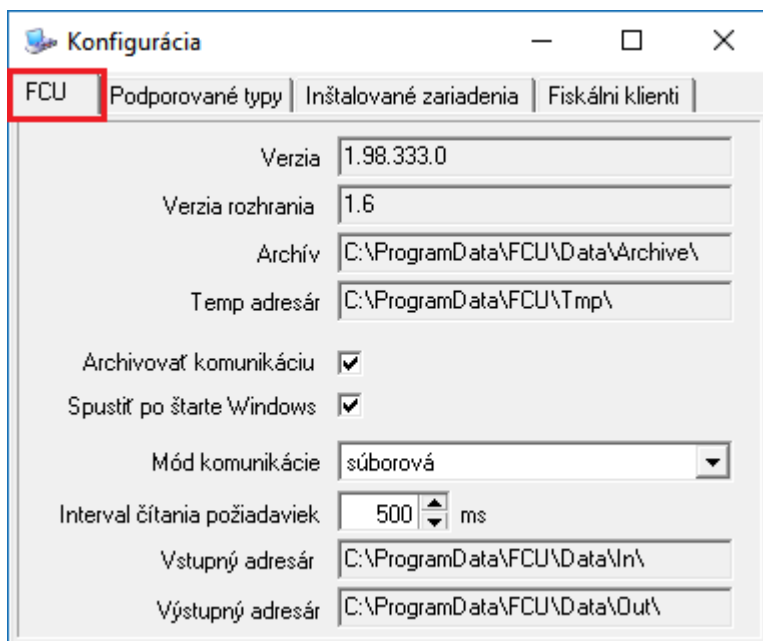 Konfigurácia
FCU Podporované typy Inštalované zariadenia Fiskálni klienti
Verzia 1.98.333.0
Verzia rozhrania 1.6
Archív C:\ProgramData\FCU\Data\Archive\
Temp adresár C:\ProgramData\FCU\Tmp\
Archivovať komunikáciu
Spustiť po štarte Windows
Mód komunikácie súborová
Interval čítania požiadaviek 500 ms
Vstupný adresár C:\ProgramData\FCU\Data\In\
Výstupný adresár C:\ProgramData\FCU\Data\Out\